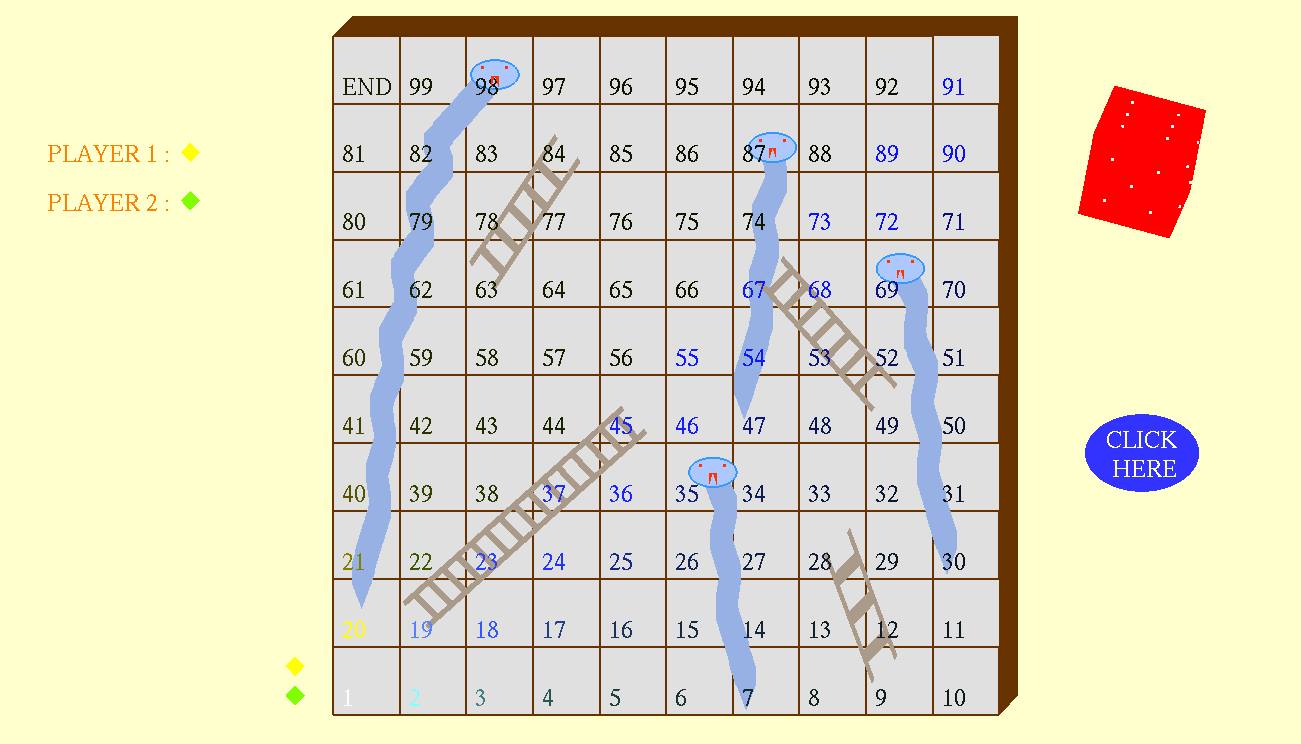 END 99 98 97 96 95 94 93 92 91
PLAYER 1 :
81 82 83 84 85 86 87 88 89 90
PLAYER 2 :
80 79 78 77 76 75 74 73 72 71
61 62 63 64 65 66 67 68 69 70
60 59 58 57 56 55 54 53 52 51
41 42 43 44 45 46 47 48 49 50
CLICK
HERE
40 39 38 37 36 35 34 33 32 31
21 22 23 24 25 26 27 28 29 30
20 19 18 17 16 15 14 13 12 11
1 2 3 4 5 6 7 8 9 10